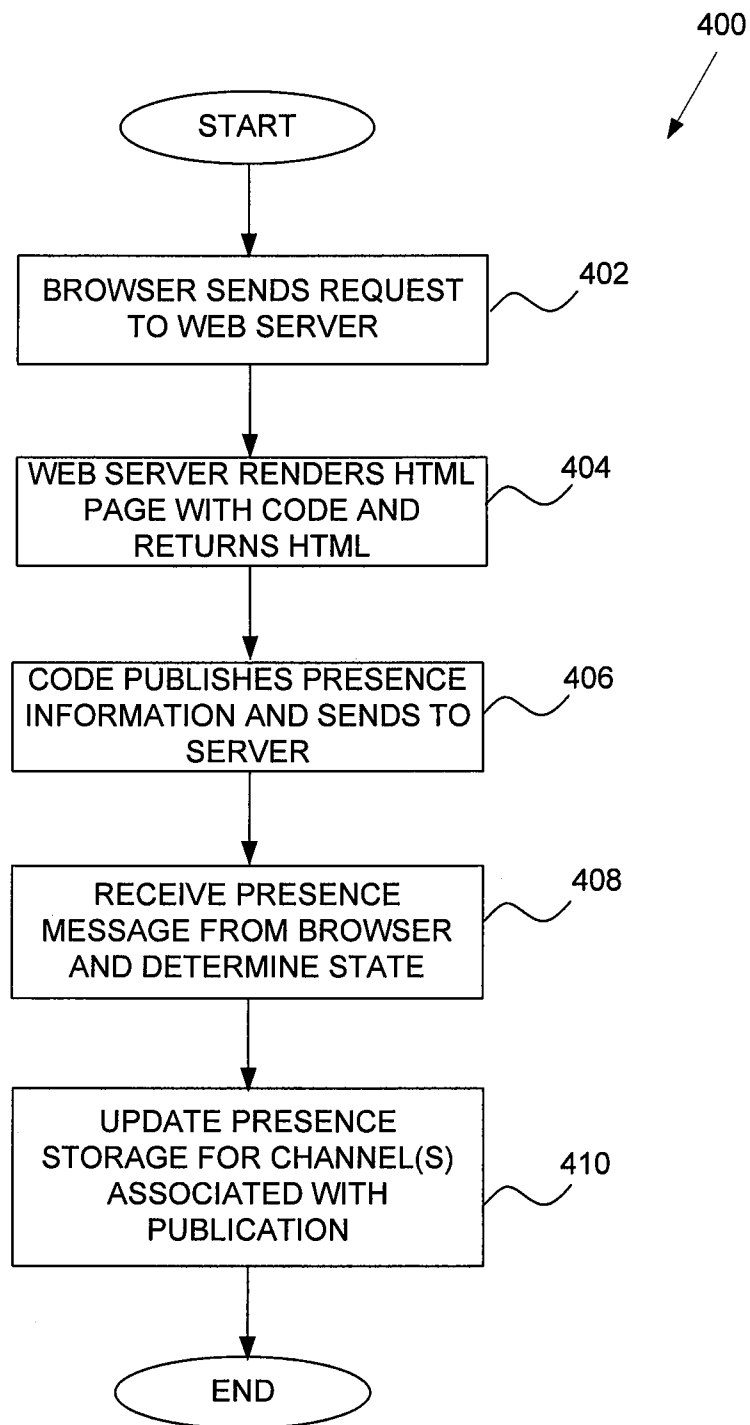 400
START
BROWSER SENDS REQUEST
TO WEB SERVER
402
WEB SERVER RENDERS HTML
PAGE WITH CODE AND
RETURNS HTML
404
CODE PUBLISHES PRESENCE
INFORMATION AND SENDS TO
SERVER
406
RECEIVE PRESENCE
MESSAGE FROM BROWSER
AND DETERMINE STATE
408
UPDATE PRESENCE
STORAGE FOR CHANNEL(S)
ASSOCIATED WITH
PUBLICATION
410
END